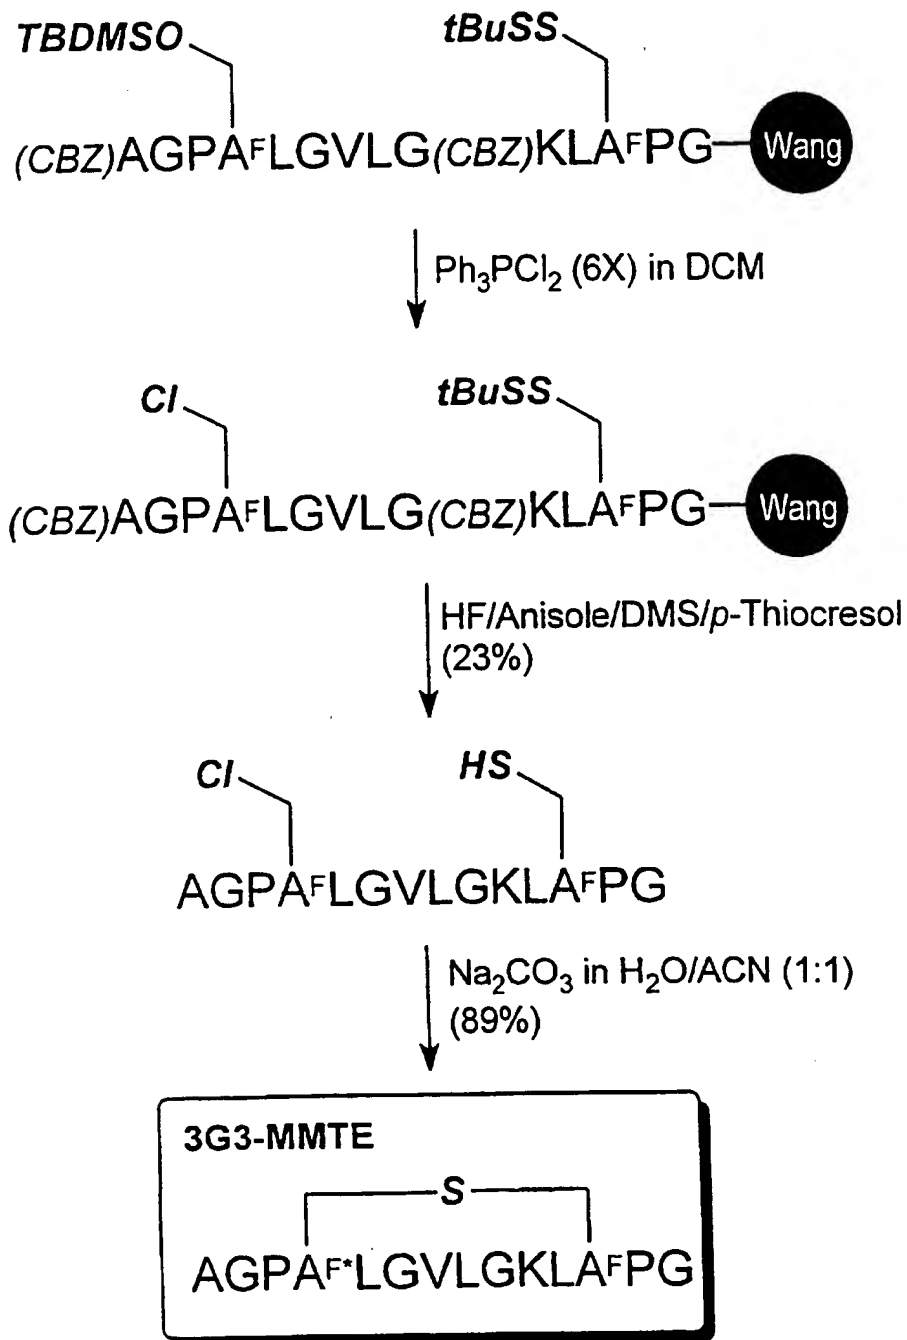 TBDMSO tBuSS
(CBZ)AGPAFLGVLG(CBZ)KLAFPG Wang
Ph3PCl2 (6X) in DCM
Cl tBuSS
(CBZ)AGPAFLGVLG(CBZ)KLAFPG Wang
HF/Anisole/DMS/p-Thiocresol
(23%)
Cl HS
AGPAFLGVLGKLAFPG
Na2CO3 in H2O/ACN (1:1)
(89%)
3G3-MMTE
S
AGPAF*LGVLGKLAFPG